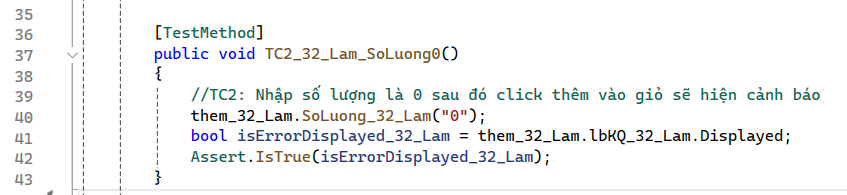 35
36 [TestMethod]
37 public void TC2_32_Lam_SoLuong0()
38 {
39 //TC2: Nhập số lượng là 0 sau đó click thêm vào giỏ sẽ hiện cảnh báo
40 them_32_Lam.SoLuong_32_Lam("0");
41 bool isErrorDisplayed_32_Lam = them_32_Lam.lbKQ_32_Lam.Displayed;
42 Assert.IsTrue(isErrorDisplayed_32_Lam);
43 }